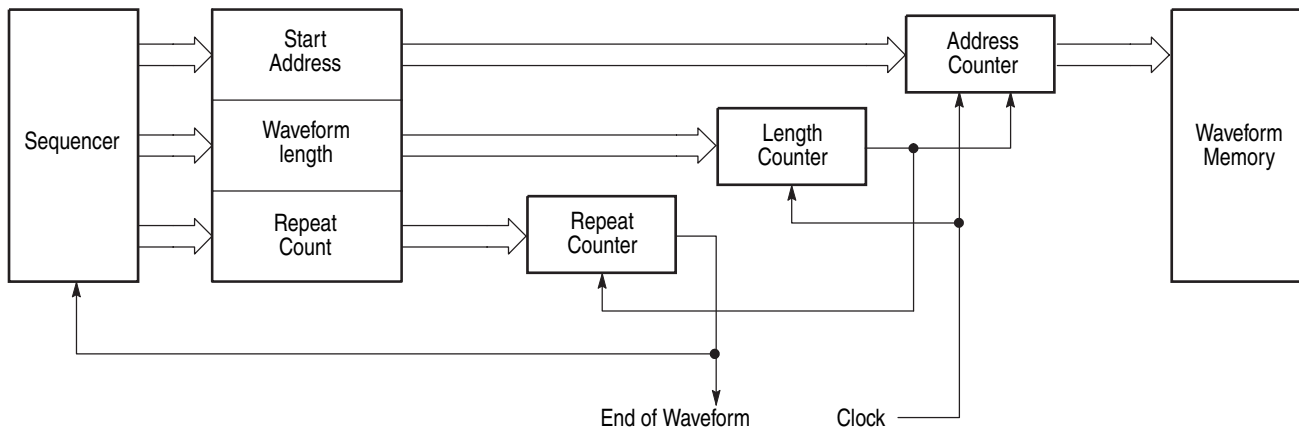 Sequencer
Start
Address
Waveform
length
Repeat
Count
Repeat
Counter
Length
Counter
Address
Counter
Waveform
Memory
End of Waveform
Clock